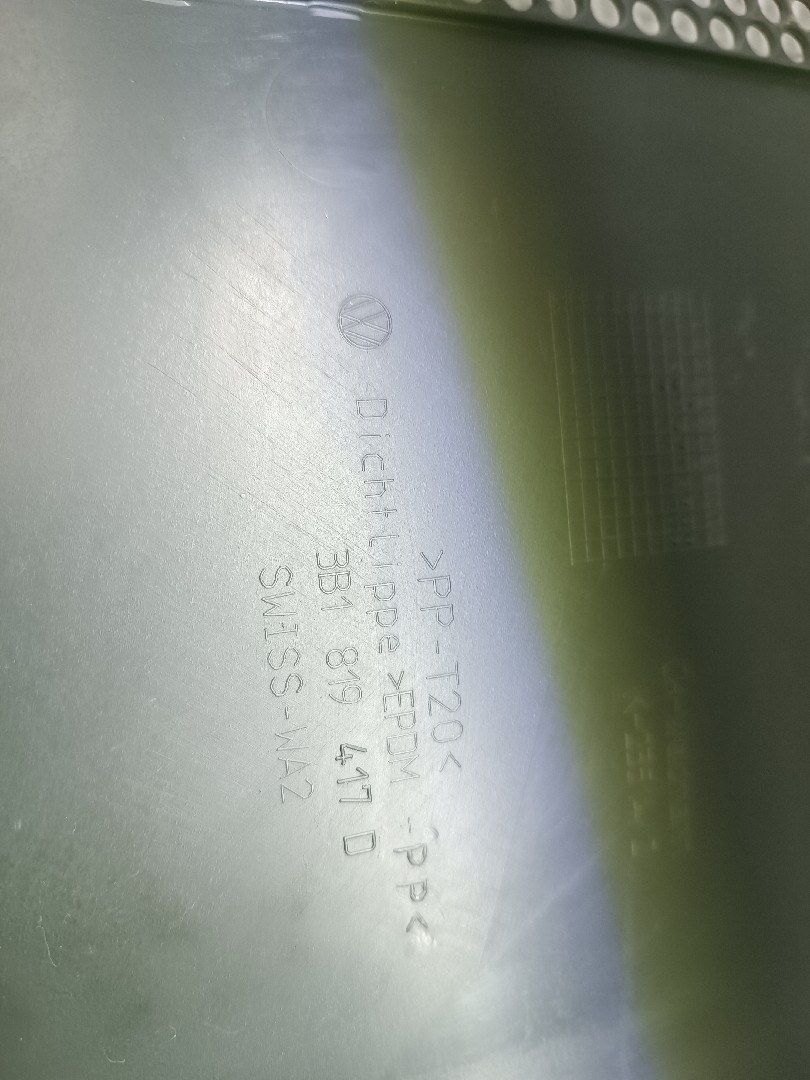 >PP-T20<
Dichtlippe >EPDM -pp<
3B1 819 417 D
SWISS-WA2